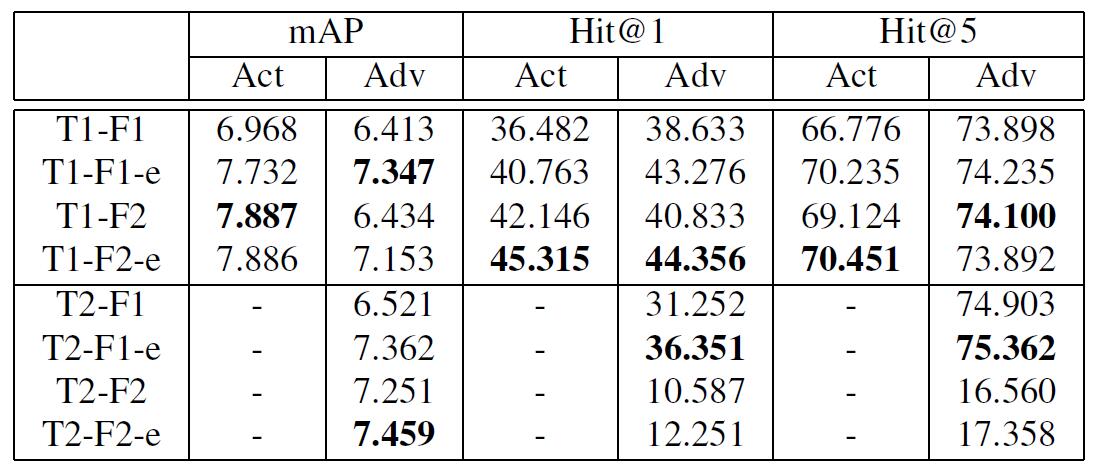 mAP Hit@1 Hit@5
Act Adv Act Adv Act Adv
T1-F1 6.968 6.413 36.482 38.633 66.776 73.898
T1-F1-e 7.732 7.347 40.763 43.276 70.235 74.235
T1-F2 7.887 6.434 42.146 40.833 69.124 74.100
T1-F2-e 7.886 7.153 45.315 44.356 70.451 73.892
T2-F1 - 6.521 - 31.252 - 74.903
T2-F1-e - 7.362 - 36.351 - 75.362
T2-F2 - 7.251 - 10.587 - 16.560
T2-F2-e - 7.459 - 12.251 - 17.358